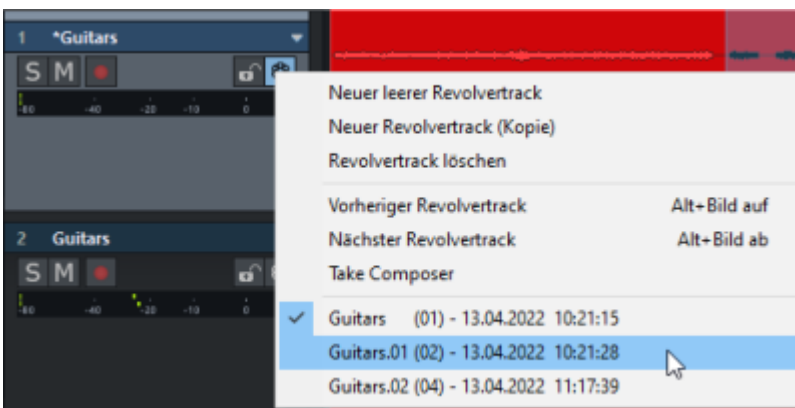 1 *Guitars
S M
-80 -40 -20 -10 0
Neuer leerer Revolvertrack
Neuer Revolvertrack (Kopie)
Revolvertrack löschen
Vorheriger Revolvertrack Alt+Bild auf
Nächster Revolvertrack Alt+Bild ab
Take Composer
2 Guitars
S M
-80 -40 -20 -10 0
Guitars (01) - 13.04.2022 10:21:15
Guitars.01 (02) - 13.04.2022 10:21:28
Guitars.02 (04) - 13.04.2022 11:17:39